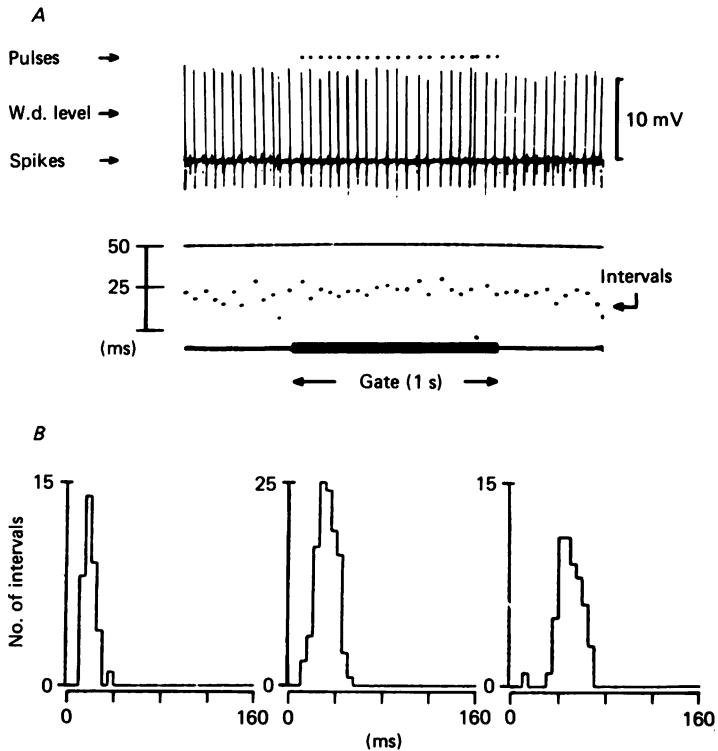 A
Pulses
W.d. level
10 mV
Spikes
50
25
Intervals
(ms)
Gate (1 s)
B
15
25
15
No. of intervals
0
0
0
0
160
0
160
0
160
(ms)